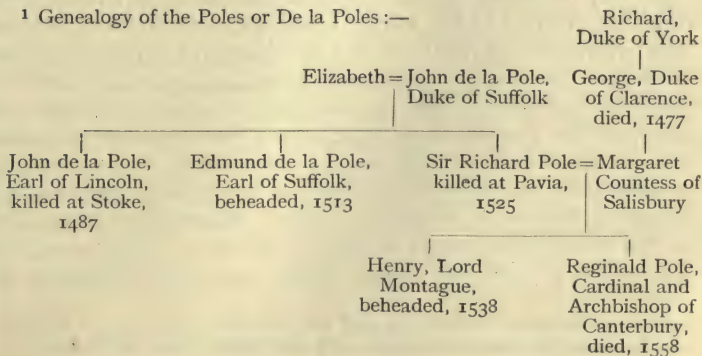 ¹ Genealogy of the Poles or De la Poles :—
Richard,
Duke of York
Elizabeth = John de la Pole,
Duke of Suffolk
George, Duke
of Clarence,
died, 1477
John de la Pole,
Earl of Lincoln,
killed at Stoke,
1487
Edmund de la Pole,
Earl of Suffolk,
beheaded, 1513
Sir Richard Pole = Margaret
killed at Pavia,
1525
Countess of
Salisbury
Henry, Lord
Montague,
beheaded, 1538
Reginald Pole,
Cardinal and
Archbishop of
Canterbury,
died, 1558